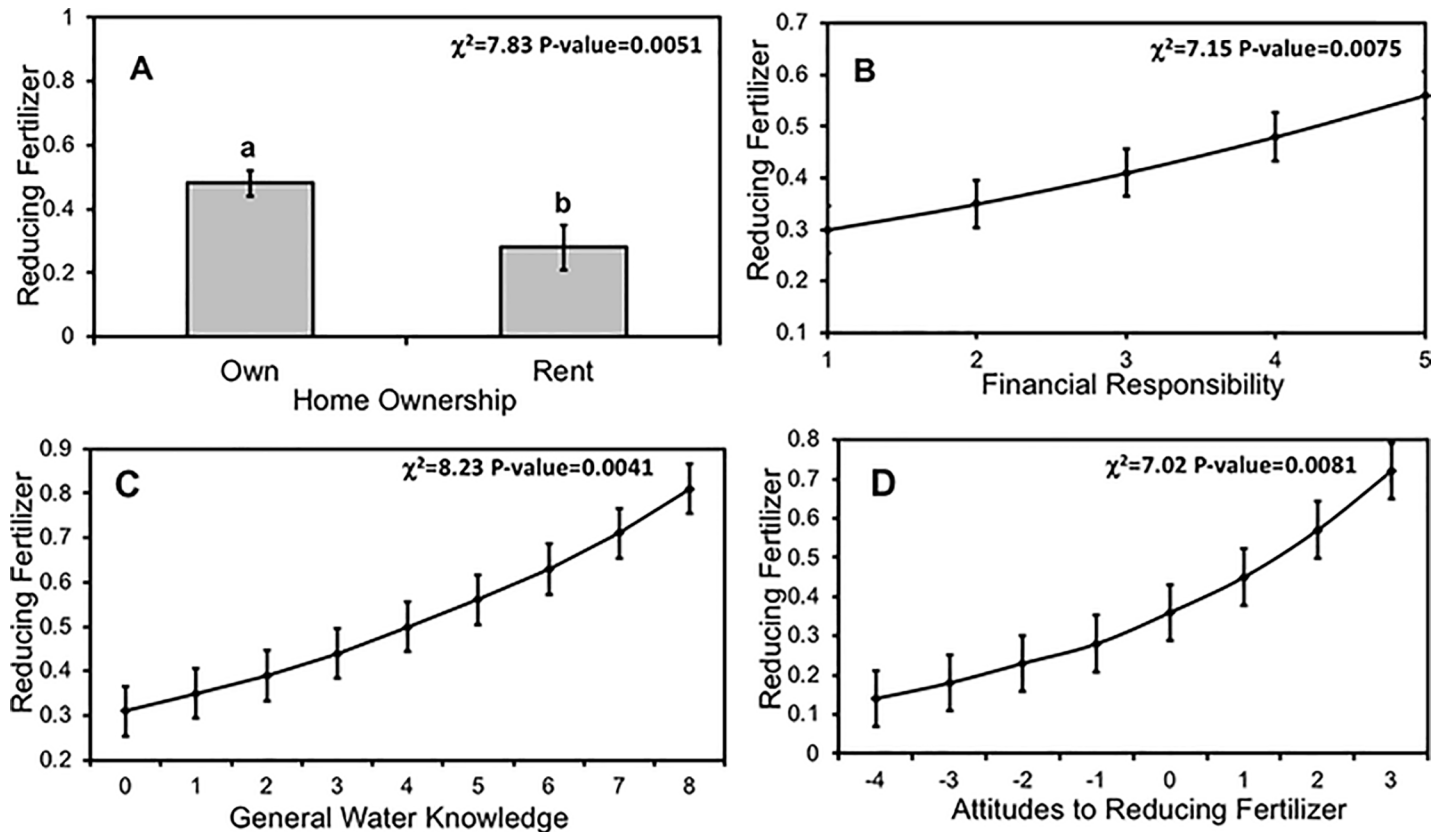 A
χ²=7.83 P-value=0.0051
Reducing Fertilizer
1
0.8
0.6
0.4
0.2
0
a
b
Own Rent
Home Ownership
B
χ²=7.15 P-value=0.0075
Reducing Fertilizer
0.7
0.6
0.5
0.4
0.3
0.2
0.1
1 2 3 4 5
Financial Responsibility
C
χ²=8.23 P-value=0.0041
Reducing Fertilizer
0.9
0.8
0.7
0.6
0.5
0.4
0.3
0.2
0 1 2 3 4 5 6 7 8
General Water Knowledge
D
χ²=7.02 P-value=0.0081
Reducing Fertilizer
0.8
0.7
0.6
0.5
0.4
0.3
0.2
0.1
0
-4 -3 -2 -1 0 1 2 3
Attitudes to Reducing Fertilizer